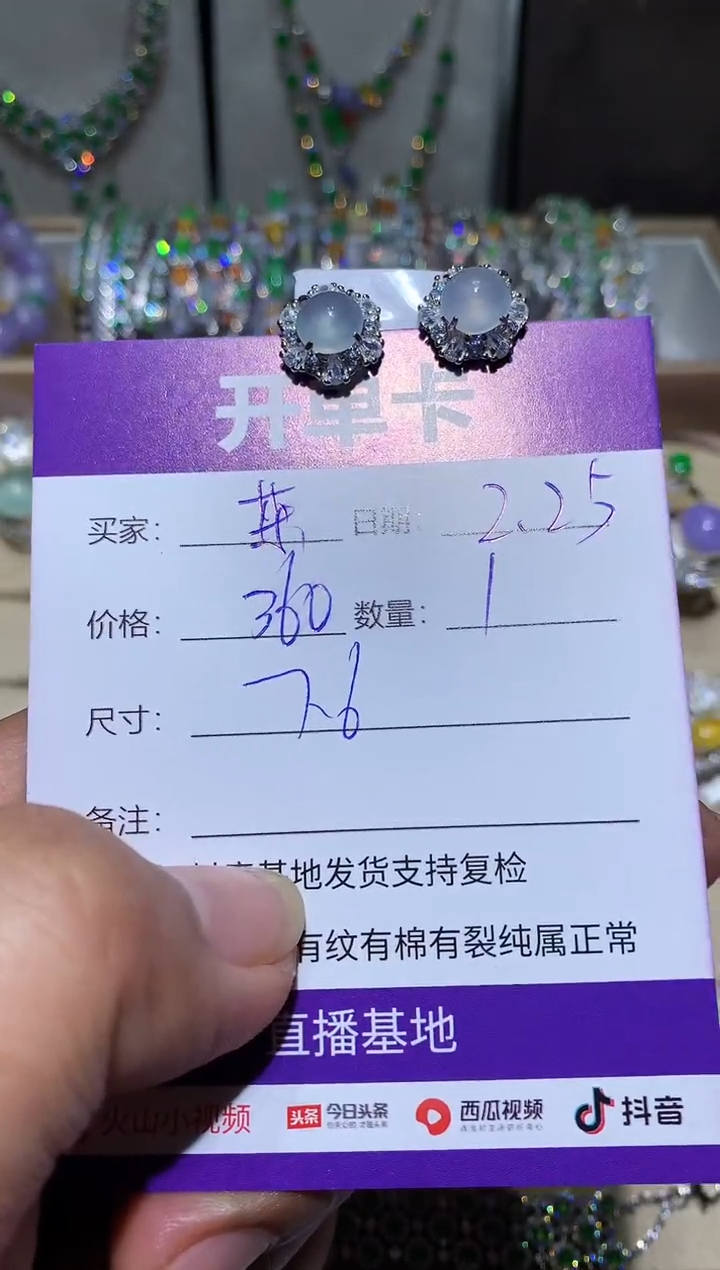 开单卡
买家： 燕 日期： 2.25
价格： 360 数量： 1
尺寸： 7.6
备注：
基地发货支持复检
有纹有棉有裂纯属正常
直播基地
火山小视频 头条 今日头条 西瓜视频 抖音